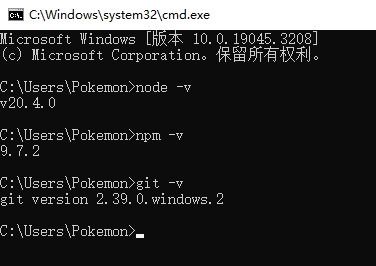 C:\Windows\system32\cmd.exe
Microsoft Windows [版本 10.0.19045.3208]
(c) Microsoft Corporation。保留所有权利。
C:\Users\Pokemon>node -v
v20.4.0
C:\Users\Pokemon>npm -v
9.7.2
C:\Users\Pokemon>git -v
git version 2.39.0.windows.2
C:\Users\Pokemon>